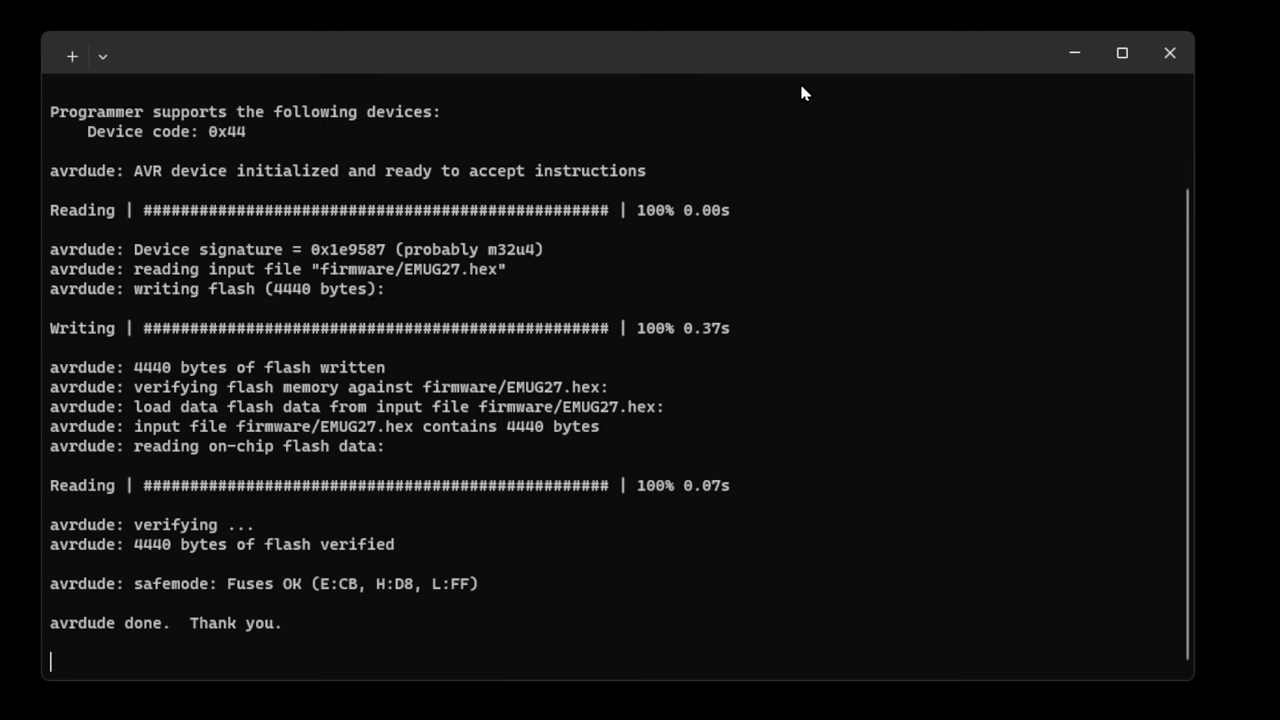 Programmer supports the following devices:
    Device code: 0x44
avrdude: AVR device initialized and ready to accept instructions
Reading | ################################################## | 100% 0.00s
avrdude: Device signature = 0x1e9587 (probably m32u4)
avrdude: reading input file "firmware/EMUG27.hex"
avrdude: writing flash (4440 bytes):
Writing | ################################################## | 100% 0.37s
avrdude: 4440 bytes of flash written
avrdude: verifying flash memory against firmware/EMUG27.hex:
avrdude: load data flash data from input file firmware/EMUG27.hex:
avrdude: input file firmware/EMUG27.hex contains 4440 bytes
avrdude: reading on-chip flash data:
Reading | ################################################## | 100% 0.07s
avrdude: verifying ...
avrdude: 4440 bytes of flash verified
avrdude: safemode: Fuses OK (E:CB, H:D8, L:FF)
avrdude done.  Thank you.